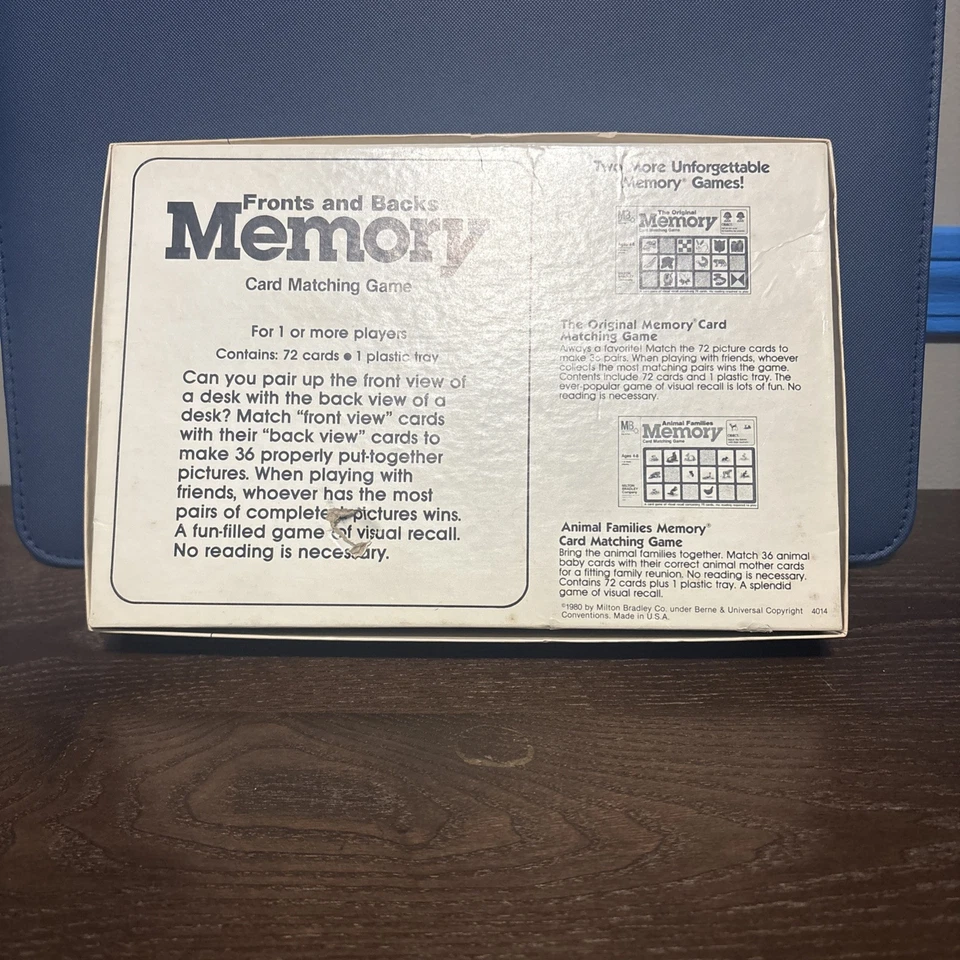 Fronts and Backs
Memory
Card Matching Game
For 1 or more players
Contains: 72 cards ● 1 plastic tray
Can you pair up the front view of
a desk with the back view of a
desk? Match “front view” cards
with their “back view” cards to
make 36 properly put-together
pictures. When playing with
friends, whoever has the most
pairs of complete pictures wins.
A fun-filled game of visual recall.
No reading is necessary.
Two More Unforgettable
Memory® Games!
The Original
Memory
Card Matching Game
The Original Memory® Card
Matching Game
Always a favorite! Match the 72 picture cards to
make 36 pairs. When playing with friends, whoever
collects the most matching pairs wins the game.
Contents include 72 cards and 1 plastic tray. The
ever-popular game of visual recall is lots of fun. No
reading is necessary.
MB
Animal Families
Memory
Card Matching Game
Ages 4-8
MILTON
BRADLEY
Company
Animal Families Memory®
Card Matching Game
Bring the animal families together. Match 36 animal
baby cards with their correct animal mother cards
for a fitting family reunion. No reading is necessary.
Contains 72 cards plus 1 plastic tray. A splendid
game of visual recall.
©1980 by Milton Bradley Co. under Berne & Universal Copyright 4014
Conventions. Made in U.S.A.